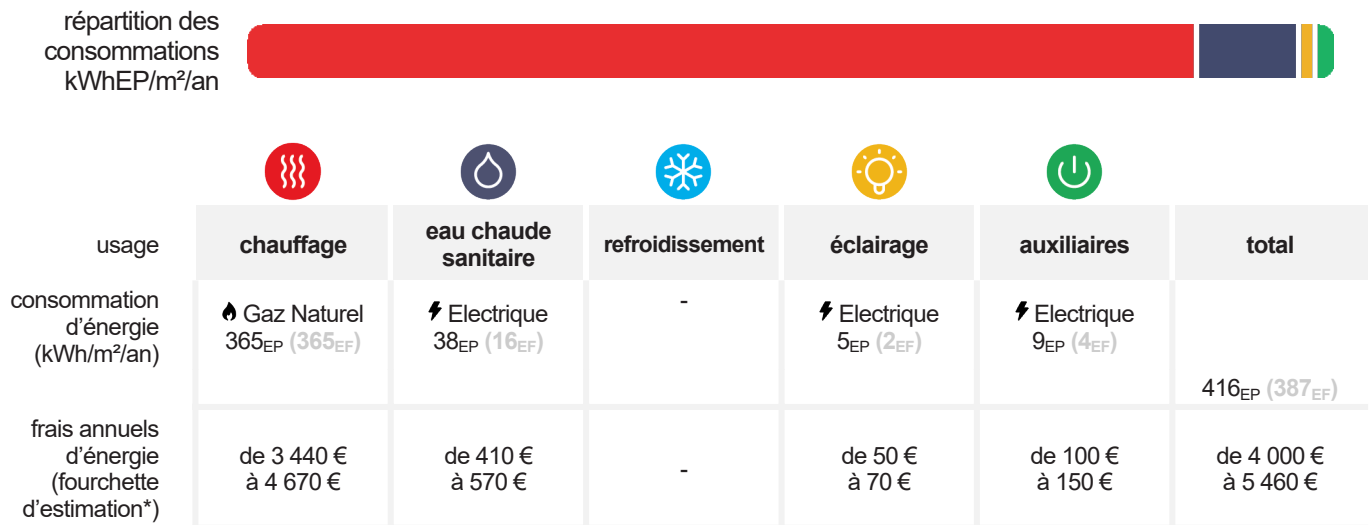 répartition des
consommations
kWhEP/m²/an
usage
chauffage
eau chaude
sanitaire
refroidissement
éclairage
auxiliaires
total
consommation
d’énergie
(kWh/m²/an)
Gaz Naturel
365EP (365EF)
Electrique
38EP (16EF)
-
Electrique
5EP (2EF)
Electrique
9EP (4EF)
416EP (387EF)
frais annuels
d’énergie
(fourchette
d’estimation*)
de 3 440 €
à 4 670 €
de 410 €
à 570 €
-
de 50 €
à 70 €
de 100 €
à 150 €
de 4 000 €
à 5 460 €